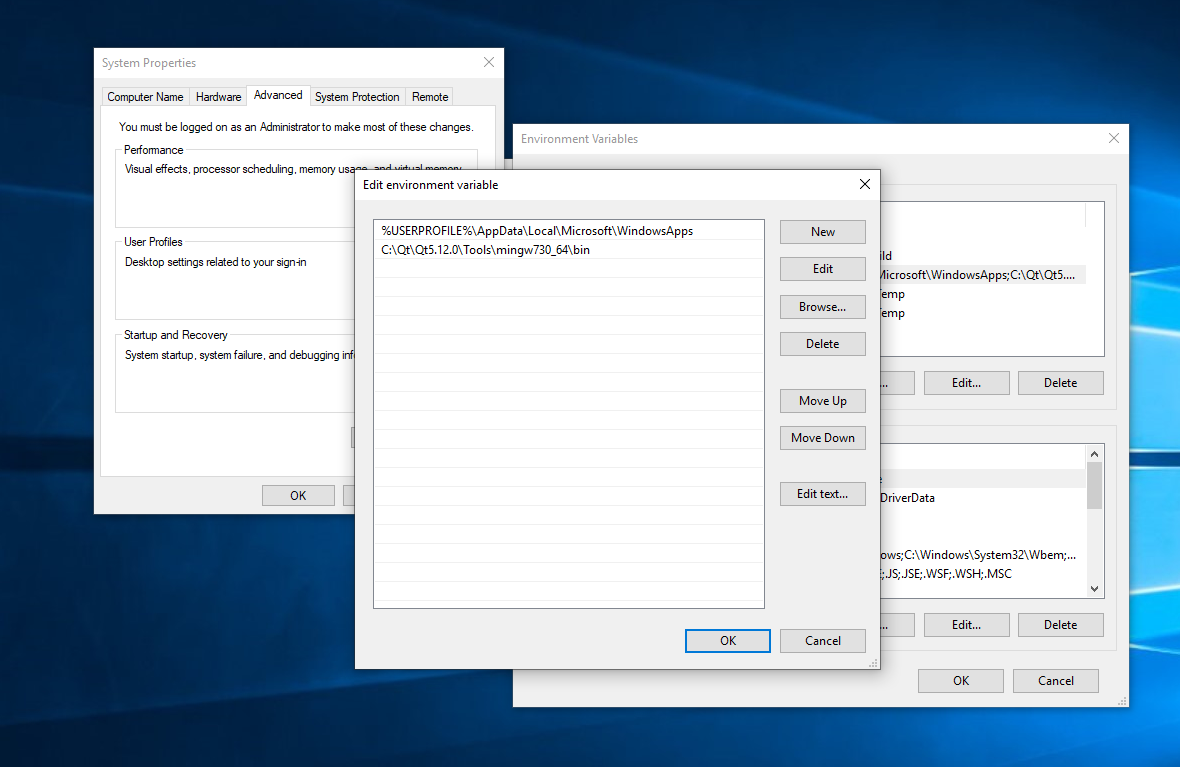 System Properties
Computer Name Hardware Advanced System Protection Remote
You must be logged on as an Administrator to make most of these changes.
Performance
Visual effects, processor scheduling, memory usage, and virtual memory
User Profiles
Desktop settings related to your sign-in
Startup and Recovery
System startup, system failure, and debugging
OK
Environment Variables
ild
Microsoft\WindowsApps;C:\Qt\Qt5....
Temp
Temp
... Edit... Delete
DriverData
ows;C:\Windows\System32\Wbem;...
;.JS;.JSE;.WSF;.WSH;.MSC
... Edit... Delete
OK Cancel
Edit environment variable
%USERPROFILE%\AppData\Local\Microsoft\WindowsApps
C:\Qt\Qt5.12.0\Tools\mingw730_64\bin
New
Edit
Browse...
Delete
Move Up
Move Down
Edit text...
OK Cancel